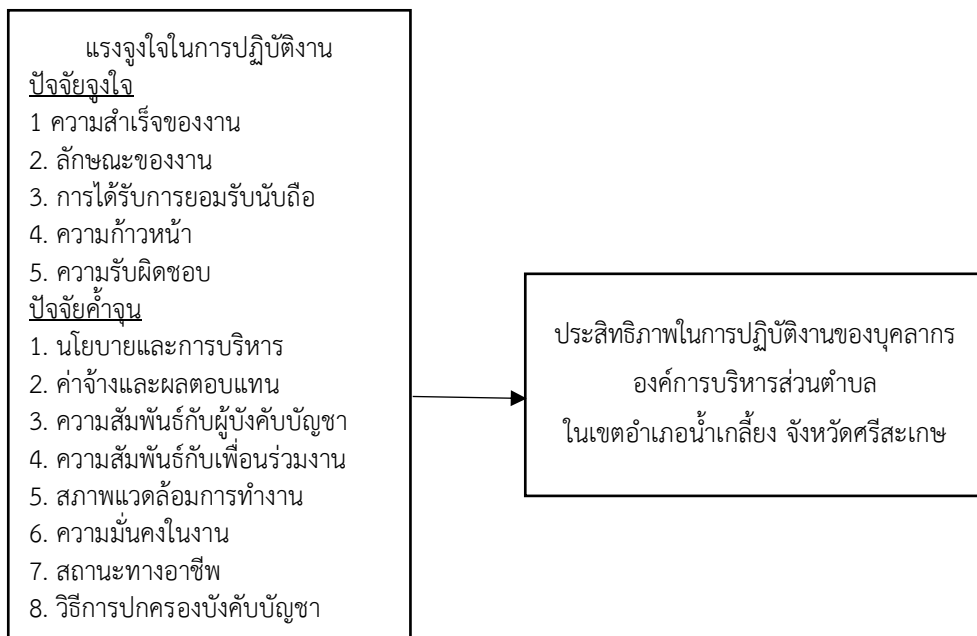 แรงจูงใจในการปฏิบัติงาน
ปัจจัยจูงใจ
1 ความสำเร็จของงาน
2. ลักษณะของงาน
3. การได้รับการยอมรับนับถือ
4. ความก้าวหน้า
5. ความรับผิดชอบ
ปัจจัยค้ำจุน
1. นโยบายและการบริหาร
2. ค่าจ้างและผลตอบแทน
3. ความสัมพันธ์กับผู้บังคับบัญชา
4. ความสัมพันธ์กับเพื่อนร่วมงาน
5. สภาพแวดล้อมการทำงาน
6. ความมั่นคงในงาน
7. สถานะทางอาชีพ
8. วิธีการปกครองบังคับบัญชา
ประสิทธิภาพในการปฏิบัติงานของบุคลากร
องค์การบริหารส่วนตำบล
ในเขตอำเภอน้ำเกลี้ยง จังหวัดศรีสะเกษ